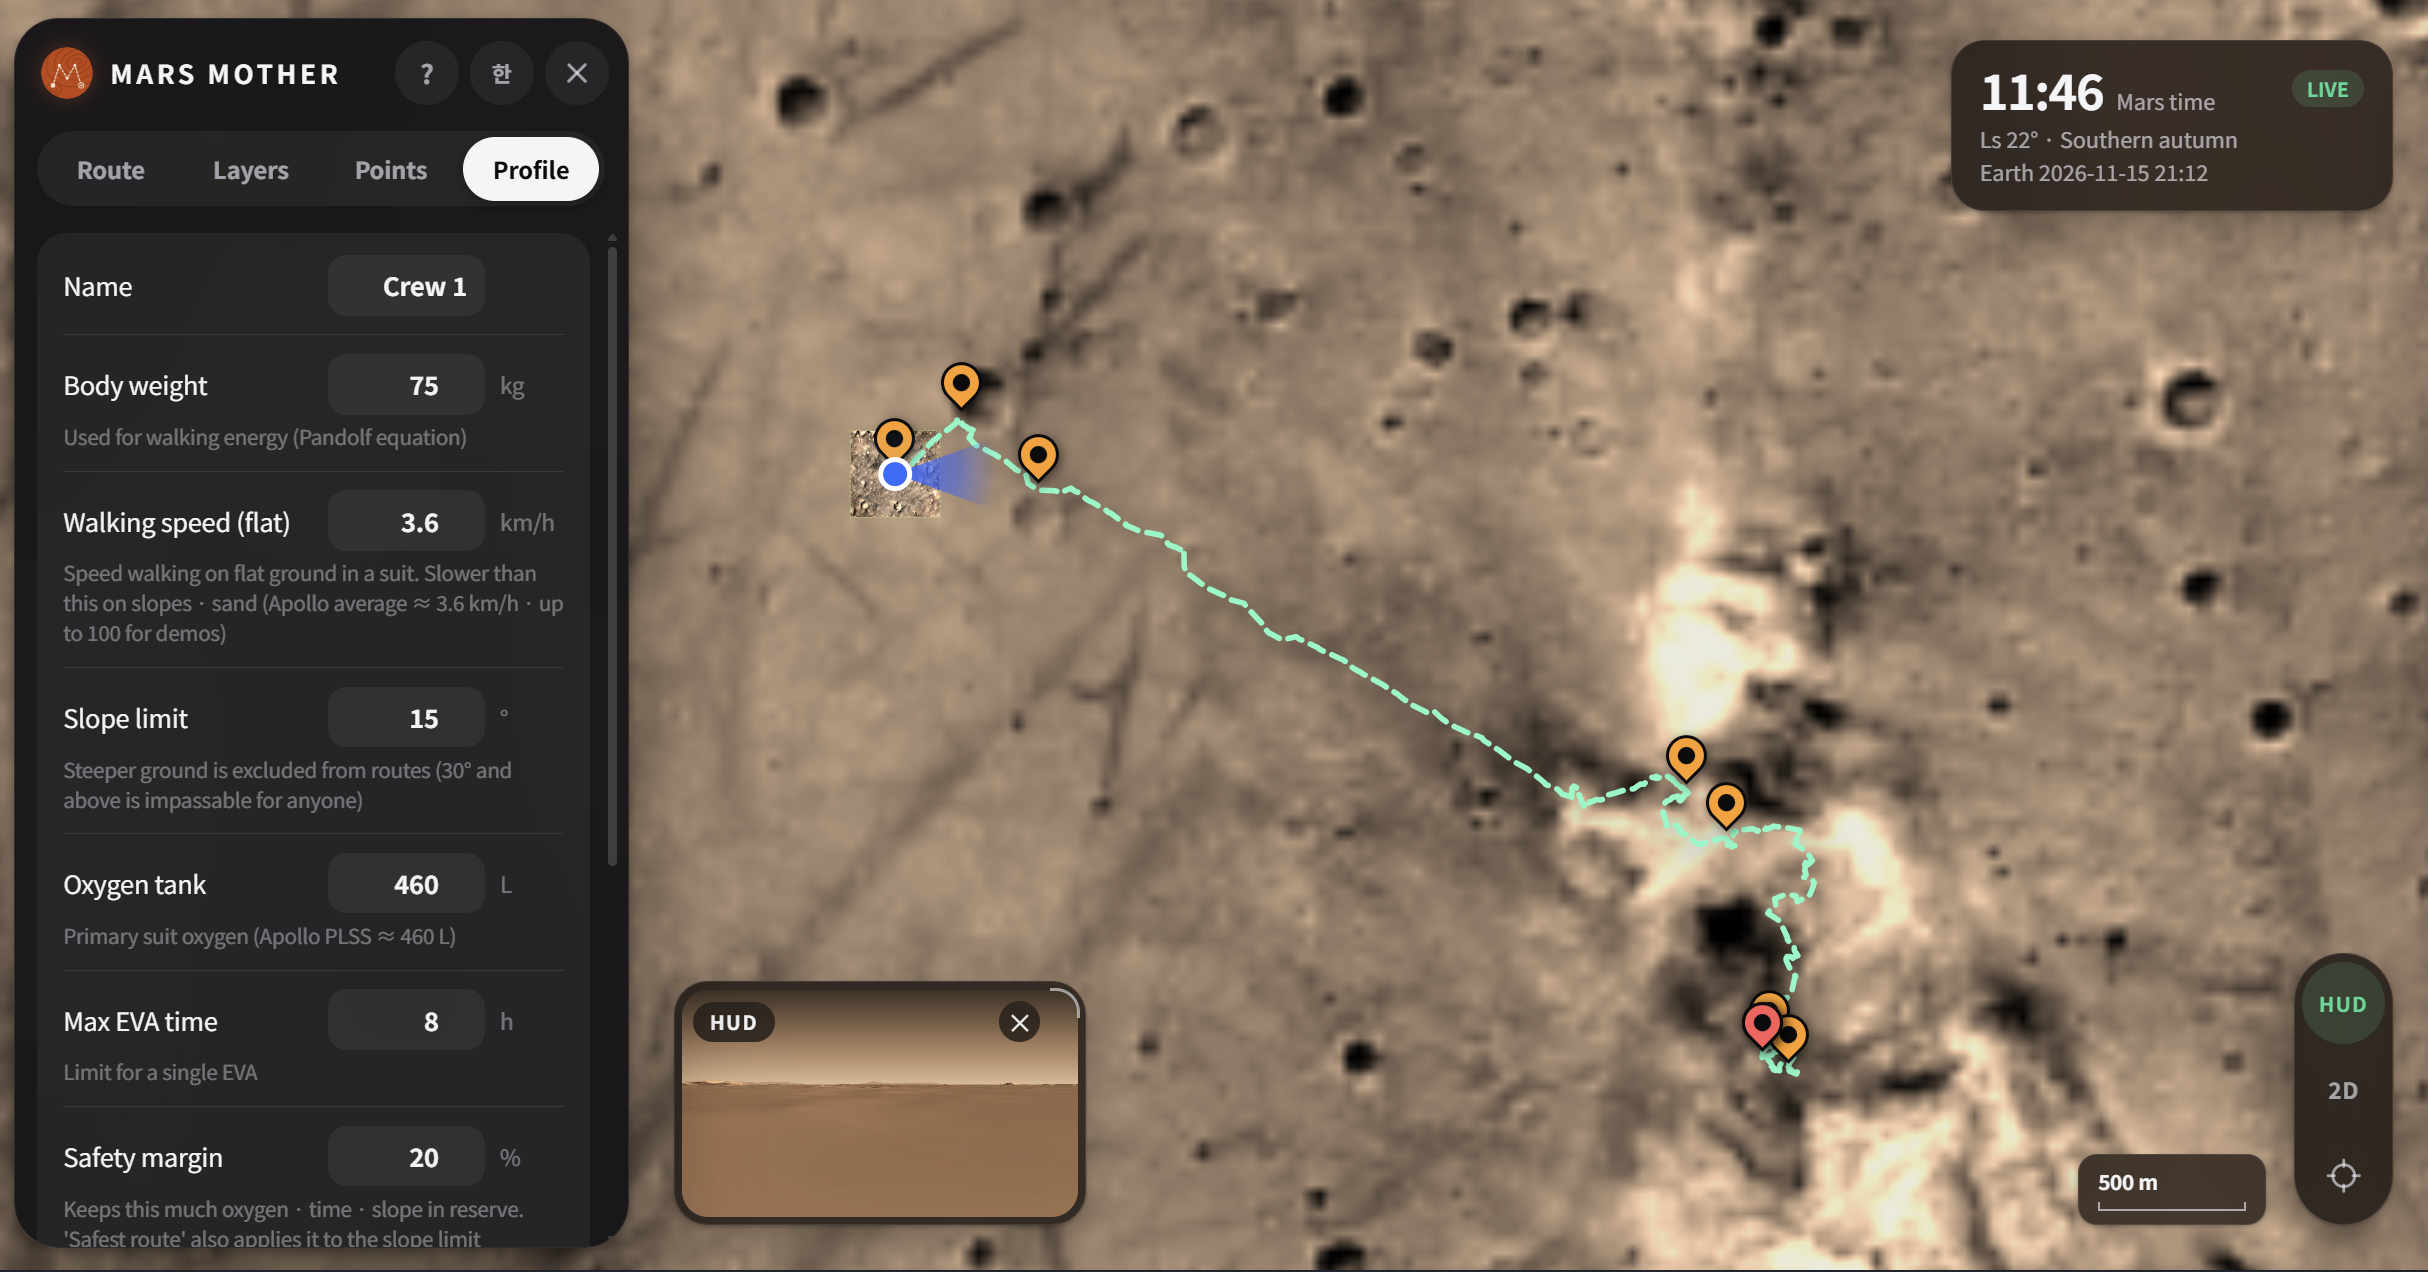 MARS MOTHER
?
한
Route
Layers
Points
Profile
Name
Crew 1
Body weight
75
kg
Used for walking energy (Pandolf equation)
Walking speed (flat)
3.6
km/h
Speed walking on flat ground in a suit. Slower than
this on slopes · sand (Apollo average ≈ 3.6 km/h · up
to 100 for demos)
Slope limit
15
°
Steeper ground is excluded from routes (30° and
above is impassable for anyone)
Oxygen tank
460
L
Primary suit oxygen (Apollo PLSS ≈ 460 L)
Max EVA time
8
h
Limit for a single EVA
Safety margin
20
%
Keeps this much oxygen · time · slope in reserve.
'Safest route' also applies it to the slope limit
11:46 Mars time
LIVE
Ls 22° · Southern autumn
Earth 2026-11-15 21:12
HUD
HUD
2D
500 m